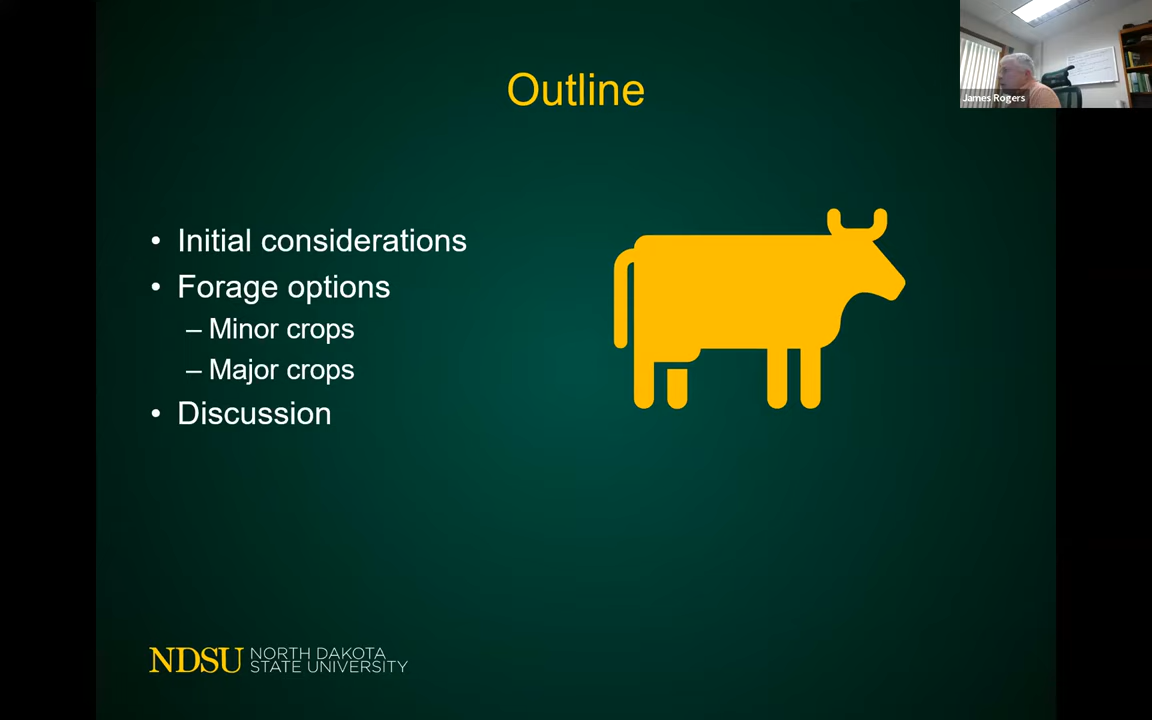 Outline
James Rogers
• Initial considerations
• Forage options
– Minor crops
– Major crops
• Discussion
NDSU NORTH DAKOTA
STATE UNIVERSITY